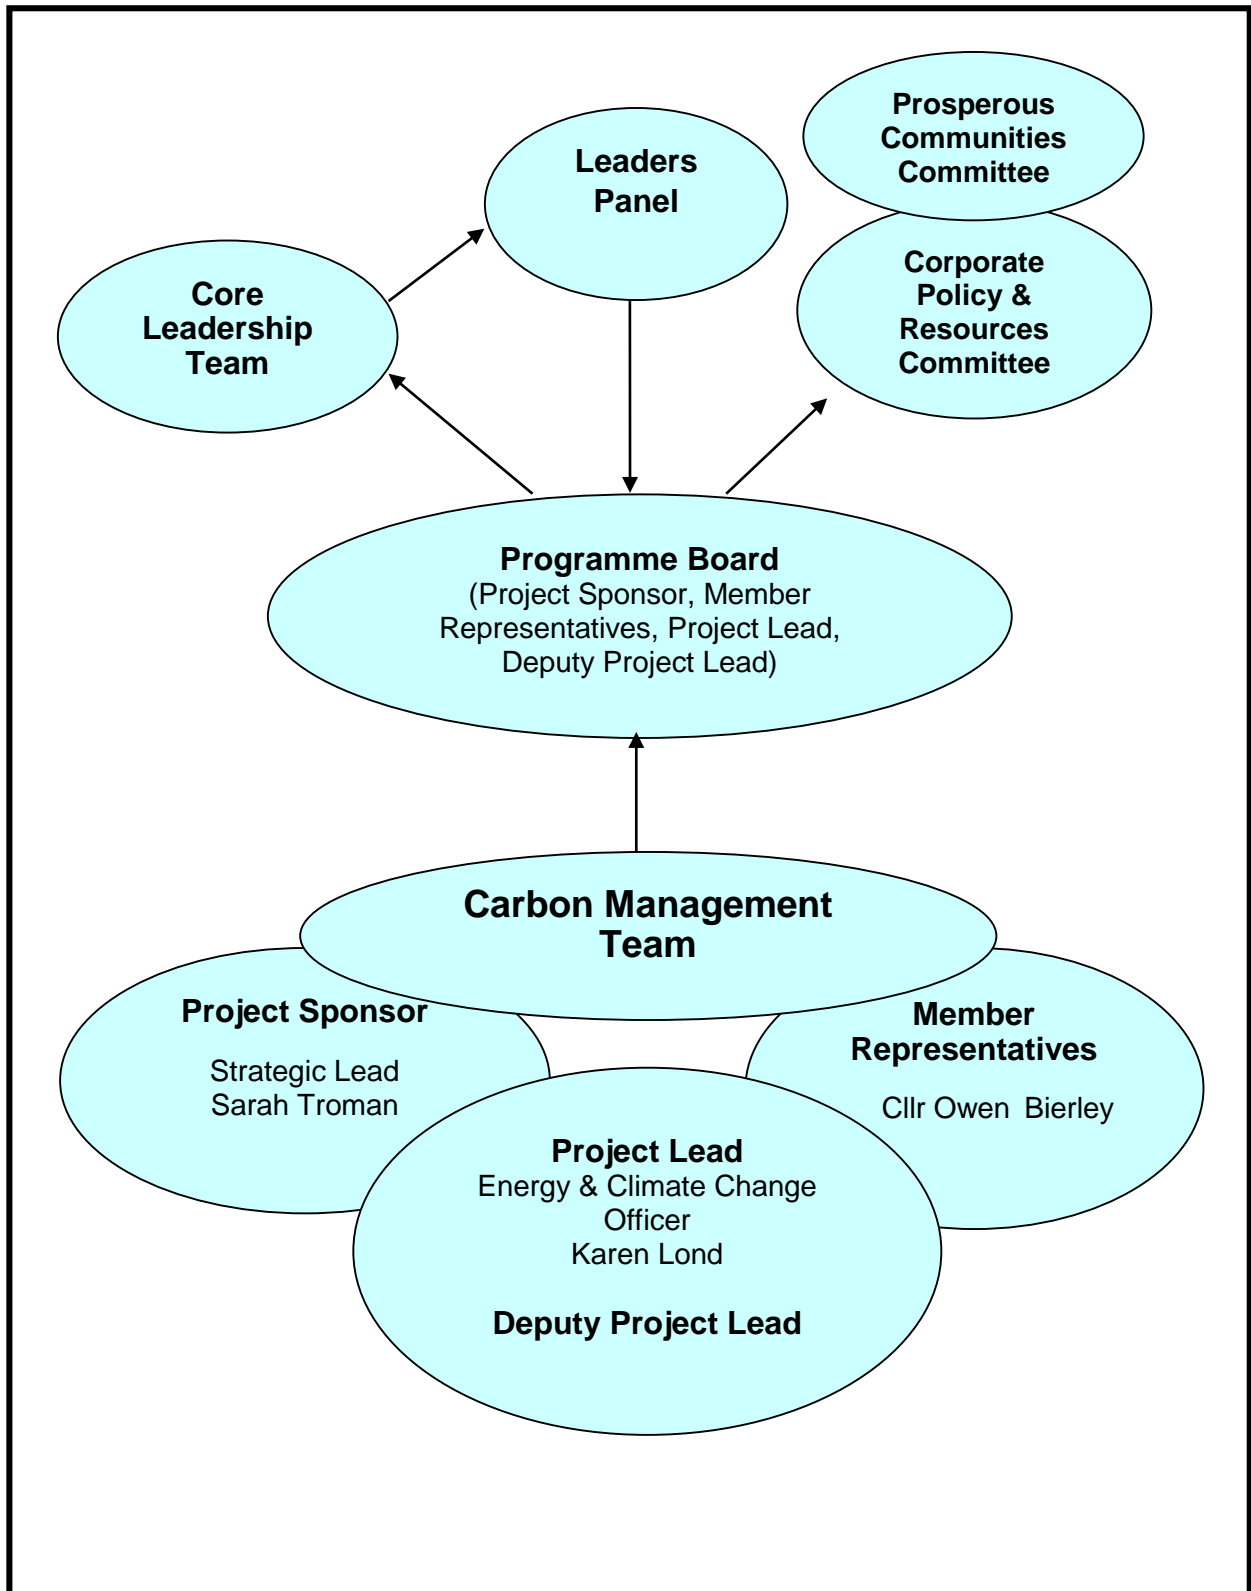 Prosperous
Communities
Committee
Leaders
Panel
Corporate
Policy &
Resources
Committee
Core
Leadership
Team
Programme Board
(Project Sponsor, Member
Representatives, Project Lead,
Deputy Project Lead)
Carbon Management
Team
Project Sponsor
Strategic Lead
Sarah Troman
Member
Representatives
Cllr Owen Bierley
Project Lead
Energy & Climate Change
Officer
Karen Lond
Deputy Project Lead